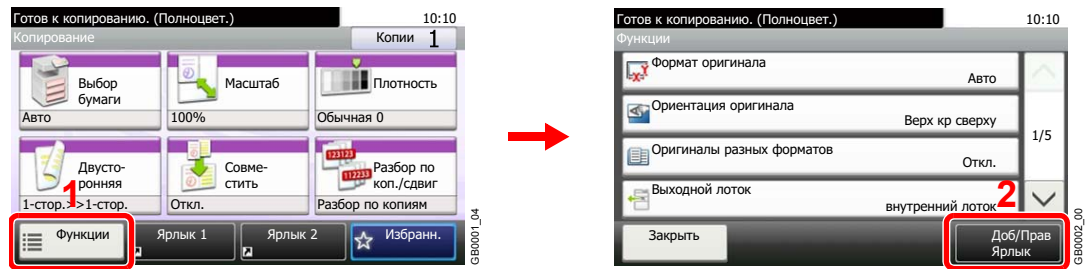 Готов к копированию. (Полноцвет.)
10:10
Копирование
Копии 1
Выбор
бумаги
Авто
Масштаб
100%
Плотность
Обычная 0
Двусто-
ронняя
1-стор.>>1-стор.
Совме-
стить
Откл.
123123
112233
Разбор по
коп./сдвиг
Разбор по копиям
1
Функции
Ярлык 1
Ярлык 2
Избранн.
GB0001_04
Готов к копированию. (Полноцвет.)
10:10
Функции
Формат оригинала
Авто
Ориентация оригинала
Верх кр сверху
Оригиналы разных форматов
Откл.
Выходной лоток
внутренний лоток
1/5
2
Закрыть
Доб/Прав
Ярлык
GB0002_00